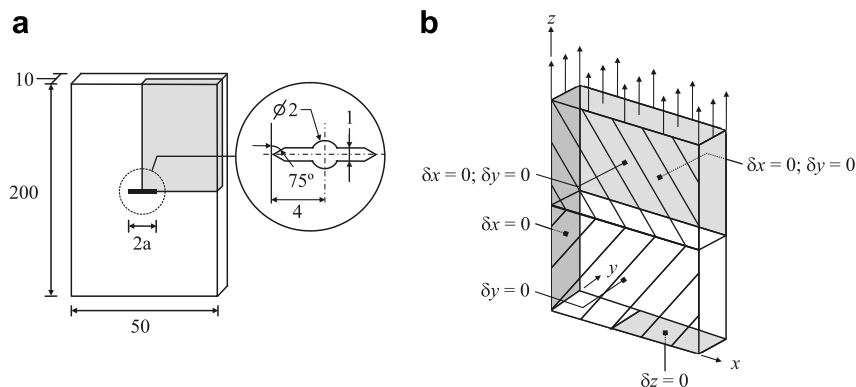 a
10
200
50
2a
Ø2
1
75º
4
b
z
δx = 0; δy = 0
δx = 0; δy = 0
δx = 0
y
δy = 0
x
δz = 0